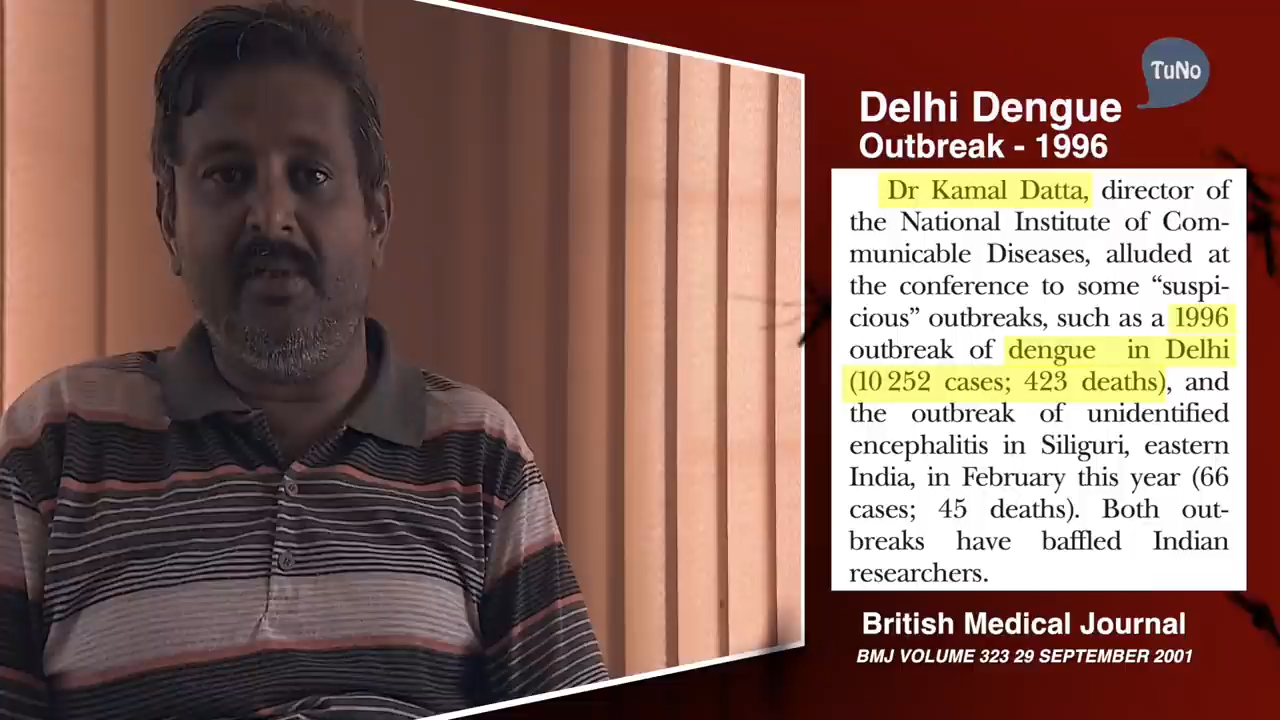 TuNo
Delhi Dengue
Outbreak - 1996
Dr Kamal Datta, director of
the National Institute of Com-
municable Diseases, alluded at
the conference to some “suspi-
cious” outbreaks, such as a 1996
outbreak of dengue in Delhi
(10 252 cases; 423 deaths), and
the outbreak of unidentified
encephalitis in Siliguri, eastern
India, in February this year (66
cases; 45 deaths). Both out-
breaks have baffled Indian
researchers.
British Medical Journal
BMJ VOLUME 323 29 SEPTEMBER 2001